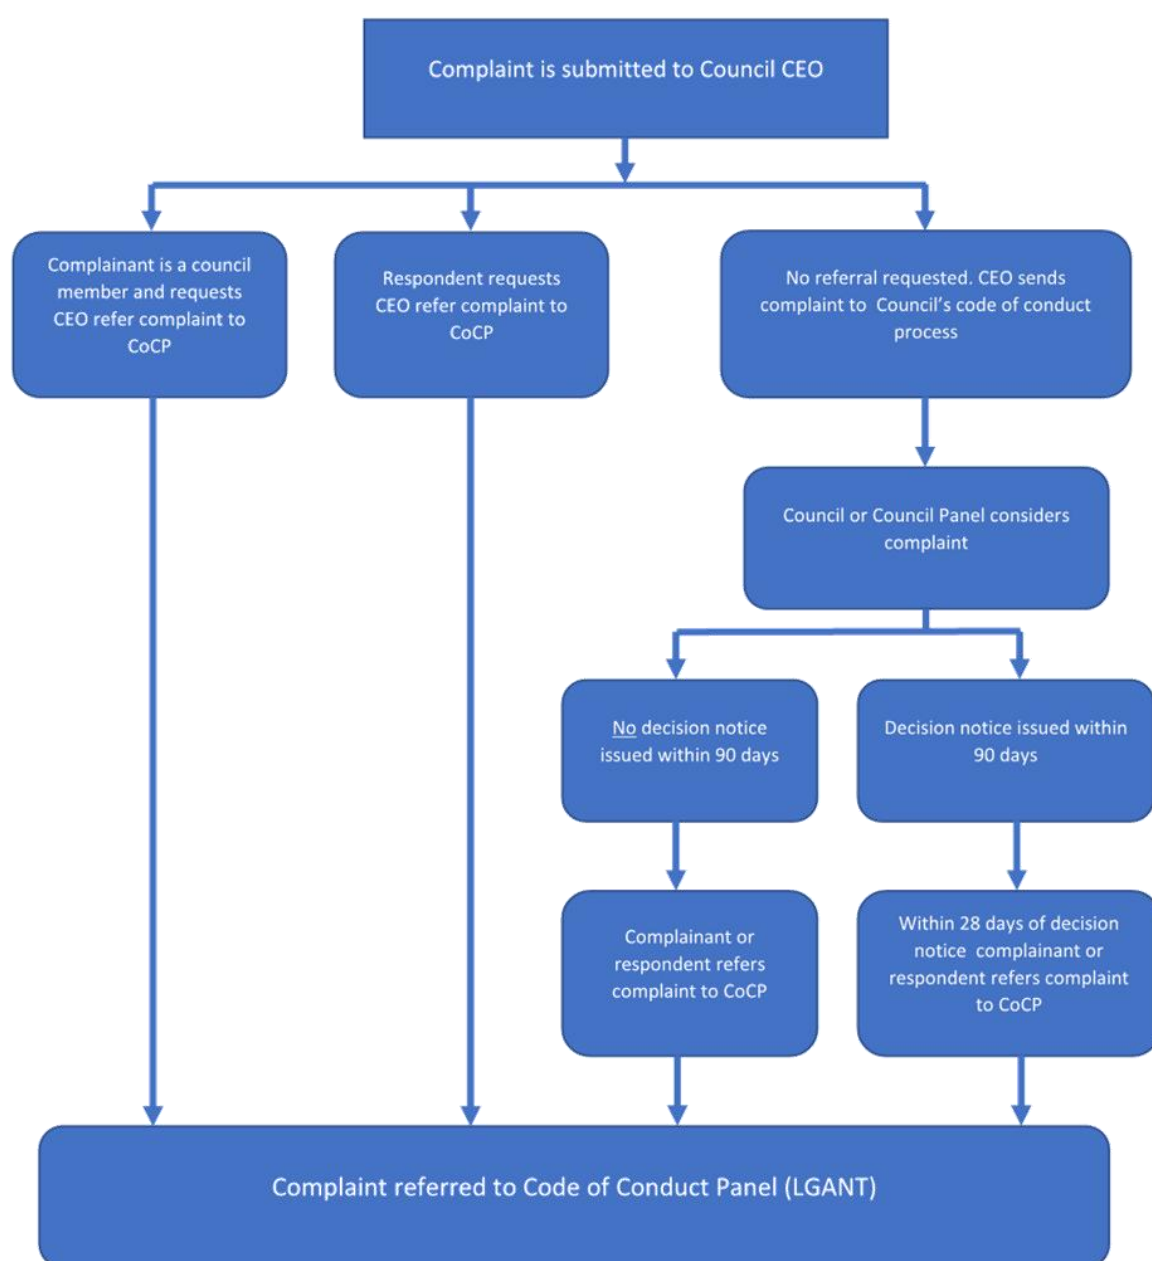 Complaint is submitted to Council CEO
Complainant is a council
member and requests
CEO refer complaint to
CoCP
Respondent requests
CEO refer complaint to
CoCP
No referral requested. CEO sends
complaint to Council’s code of conduct
process
Council or Council Panel considers
complaint
No decision notice
issued within 90 days
Decision notice issued within
90 days
Complainant or
respondent refers
complaint to CoCP
Within 28 days of decision
notice complainant or
respondent refers complaint
to CoCP
Complaint referred to Code of Conduct Panel (LGANT)